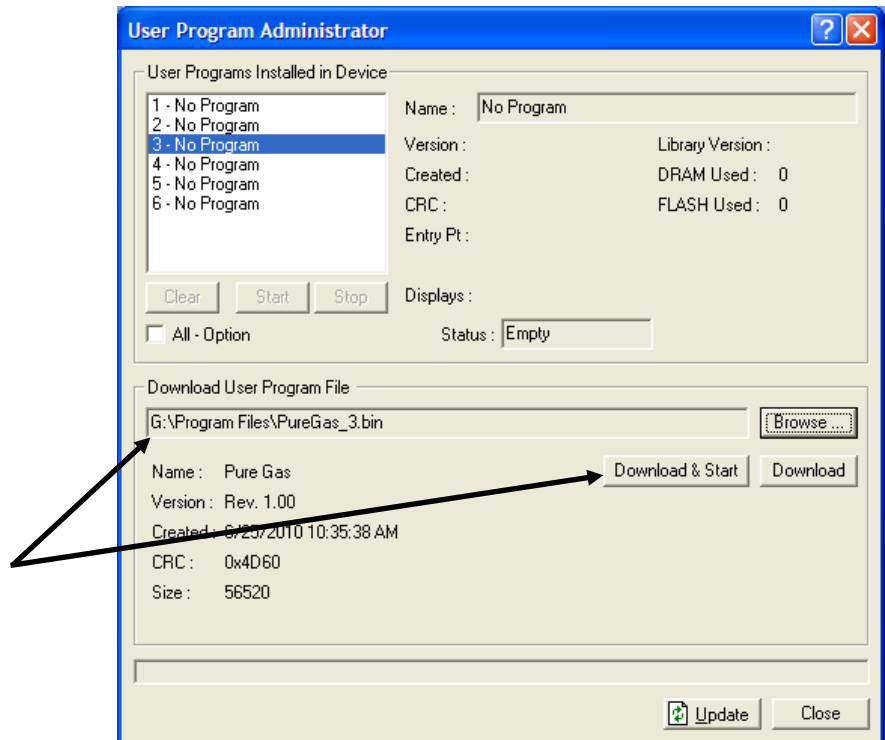 User Program Administrator
User Programs Installed in Device
1 - No Program
2 - No Program
3 - No Program
4 - No Program
5 - No Program
6 - No Program
Name : No Program
Version : Library Version :
Created : DRAM Used : 0
CRC : FLASH Used : 0
Entry Pt :
Clear Start Stop Displays :
All - Option Status : Empty
Download User Program File
G:\Program Files\PureGas_3.bin Browse ...
Name : Pure Gas Download & Start Download
Version : Rev. 1.00
Created : /2010 10:35:38 AM
CRC : 0x4D60
Size : 56520
Update Close